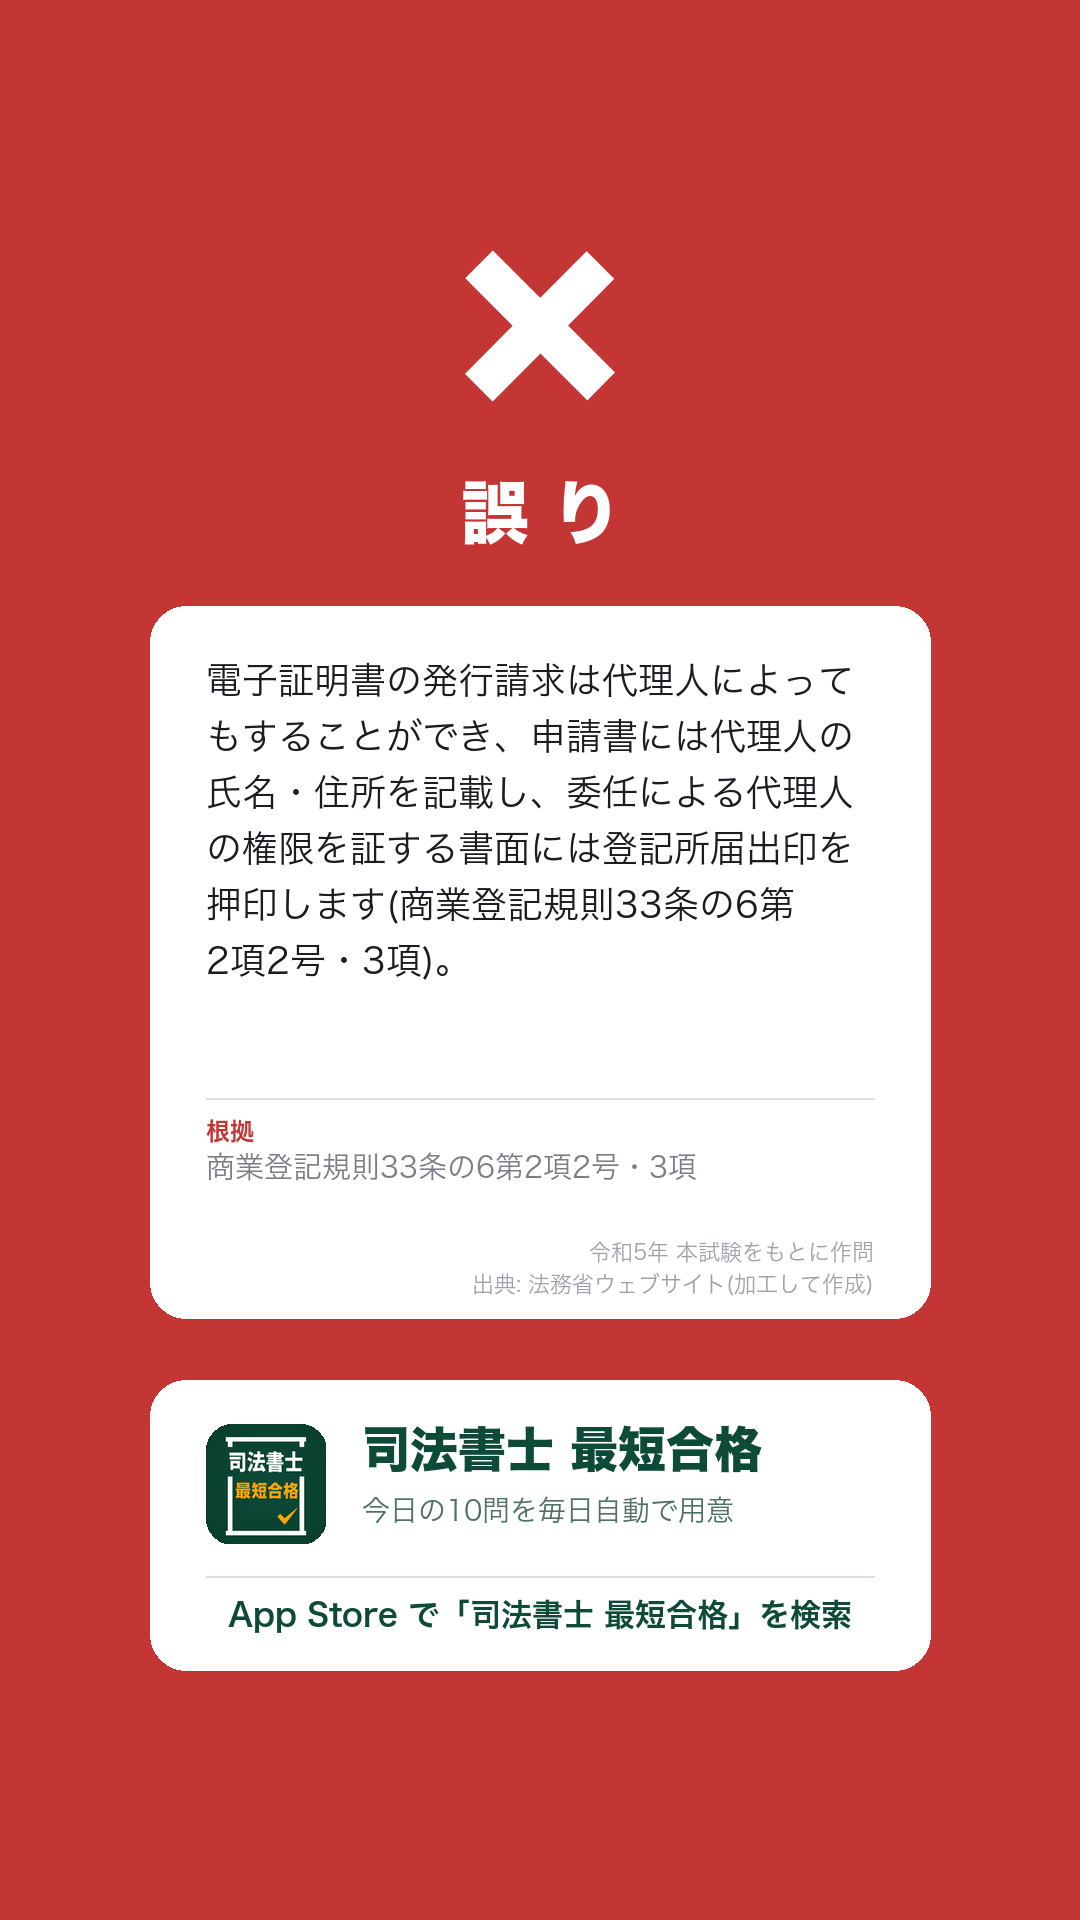 誤り
電子証明書の発行請求は代理人によって
もすることができ、申請書には代理人の
氏名・住所を記載し、委任による代理人
の権限を証する書面には登記所届出印を
押印します(商業登記規則33条の6第
2項2号・3項)。
根拠
商業登記規則33条の6第2項2号・3項
令和5年 本試験をもとに作問
出典: 法務省ウェブサイト(加工して作成)
司法書士
最短合格
司法書士 最短合格
今日の10問を毎日自動で用意
App Store で「司法書士 最短合格」を検索